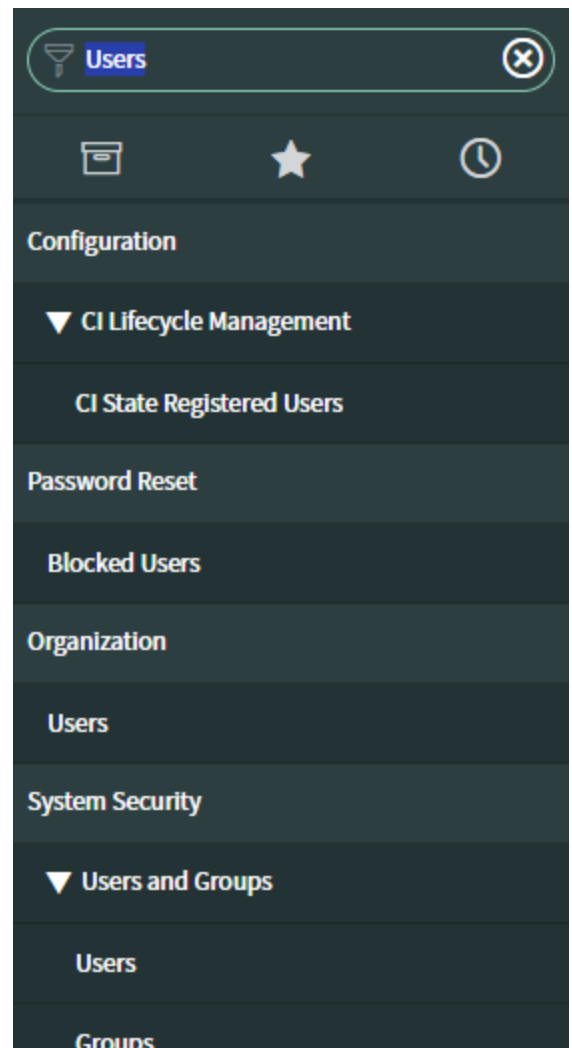 Users
Configuration
CI Lifecycle Management
CI State Registered Users
Password Reset
Blocked Users
Organization
Users
System Security
Users and Groups
Users
Groups